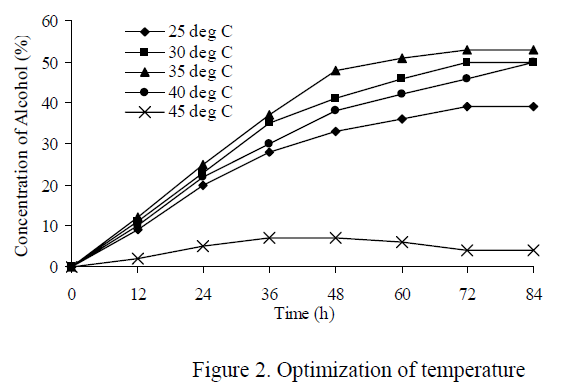 60
50
40
30
20
10
0
Concentration of Alcohol (%)
25 deg C
30 deg C
35 deg C
40 deg C
45 deg C
0 12 24 36 48 60 72 84
Time (h)
Figure 2. Optimization of temperature